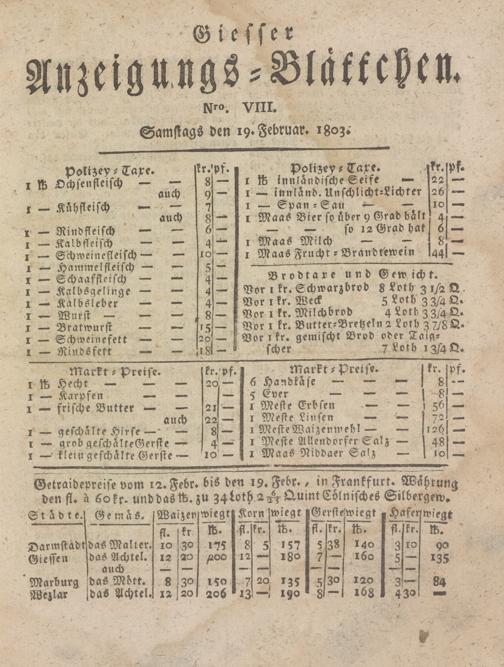 Giesser
Anzeigungs-Blättchen.
Nro. VIII.
Samstags den 19. Februar. 1803.
Polizey-Taxe. kr. pf.
1 ℔ Ochsenfleisch — — 8 —
auch 9 —
1 — Kühfleisch — — 7 —
auch 8 —
1 — Rindfleisch — — 6 —
1 — Kalbfleisch — — 4 —
1 — Schweinefleisch — 10 —
1 — Hammelfleisch — 5 —
1 — Schaaffleisch — 4 —
1 — Kalbsgelinge — 4 —
1 — Kalbsleber — 4 —
1 — Wurst — — 8 —
1 — Bratwurst — — 15 —
1 — Schweinefett — 20 —
1 — Rindsfett — — 18 —
Polizey-Taxe. kr. pf.
1 ℔ innländische Seife — 22 —
1 — innländ. Unschlicht-Lichter 26 —
1 — Span-Sau — — 10 —
1 Maas Bier so über 9 Grad hält 4 —
— — so 12 Grad hat 6 —
1 Maas Milch — — 8 —
1 Maas Frucht-Brandtewein 44 —
Brodtaxe und Gewicht.
Vor 1 kr. Schwarzbrod 8 Loth 3 1/2 Q.
Vor 1 kr. Weck 5 Loth 3 3/4 Q.
Vor 1 kr. Milchbrod 4 Loth 3 3/4 Q.
Vor 1 kr. Butter-Bretzeln 2 Loth 3 7/8 Q.
Vor 1 kr. gemischt Brod oder Taig-
scher 7 Loth 1 3/4 Q.
Markt-Preise. kr. pf.
1 ℔ Hecht — — 20 —
1 — Karpfen —
1 — frische Butter — 21 —
auch 22 —
1 — geschälte Hirse — 8 —
1 — grob geschälte Gerste — 4 —
1 — klein geschälte Gerste — 10 —
Markt-Preise. kr. pf.
6 Handkäse — — — 8 —
5 Eyer — — — 8 —
1 Meste Erbsen — — 56 —
1 Meste Linsen — — 72 —
1 Meste Waizenmehl — 126 —
1 Meste Allendorfer Salz — 48 —
1 Maas Niddaer Salz — 10 —
Getraidepreise vom 12. Febr. bis den 19. Febr., in Frankfurt. Währung
den fl. à 60 kr. und das ℔. zu 34 Loth 2 Quint Cölnisches Silbergew.
Städte. Gemäs. Waizen wiegt Korn wiegt Gerste wiegt Hafer wiegt
fl. kr. ℔. fl. kr. ℔. fl. kr. ℔. fl. kr. ℔.
Darmstadt das Malter. 10 30 175 8 5 157 5 38 140 3 10 90
Giessen das Achtel. 12 20 200 12 — 180 7 — 160 5 — 135
— auch — — — — — — — — —
Marburg das Mött. 8 30 150 7 20 135 5 30 120 3 — 84
Wezlar das Achtel. 12 20 206 13 — 190 8 — 168 4 30 —